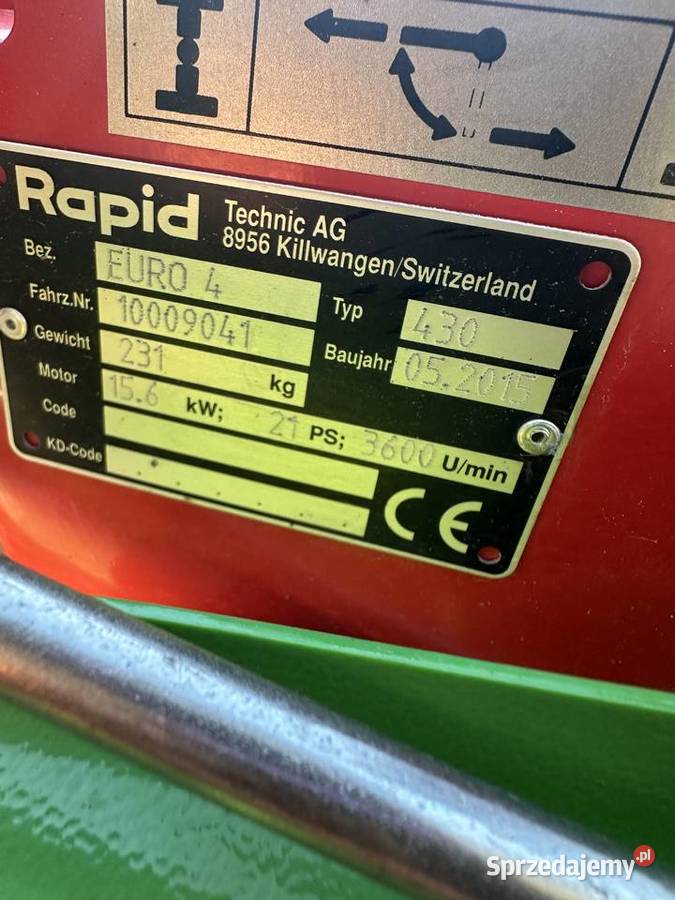 Rapid Technic AG
8956 Killwangen/Switzerland
Bez. EURO 4 Typ 430
Fahrz.Nr. 10009041 Baujahr 05.2015
Gewicht 231 kg
Motor 15.6 kW; 21 PS; 3600 U/min
Code
KD-Code
CE
Sprzedajemy.pl